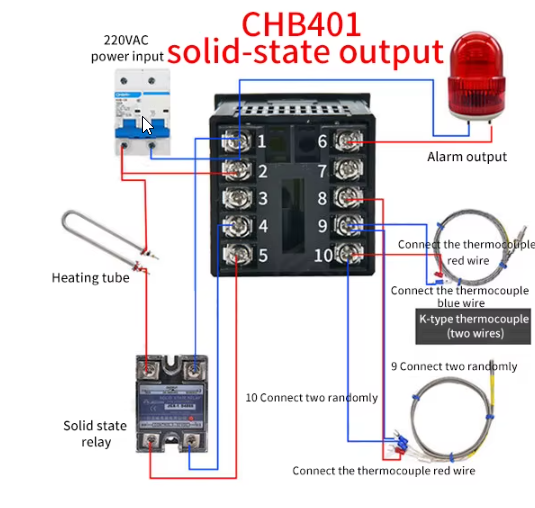 CHB401
solid-state output
220VAC
power input
1
2
3
4
5
6
7
8
9
10
Alarm output
Connect the thermocouple
red wire
Connect the thermocouple
blue wire
K-type thermocouple
(two wires)
Heating tube
9 Connect two randomly
10 Connect two randomly
Solid state
relay
Connect the thermocouple red wire